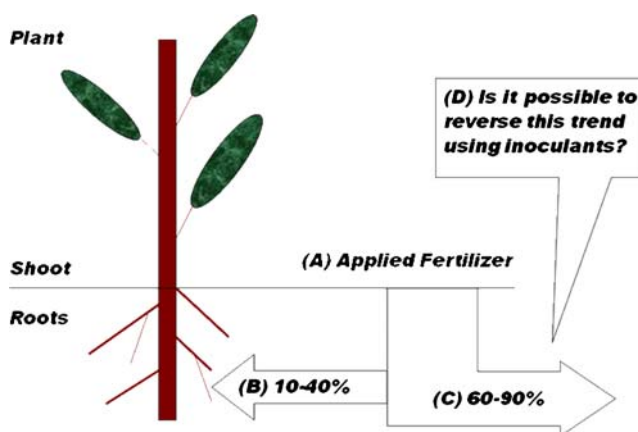 Plant
(D) Is it possible to
reverse this trend
using inoculants?
Shoot
(A) Applied Fertilizer
Roots
(B) 10-40%
(C) 60-90%